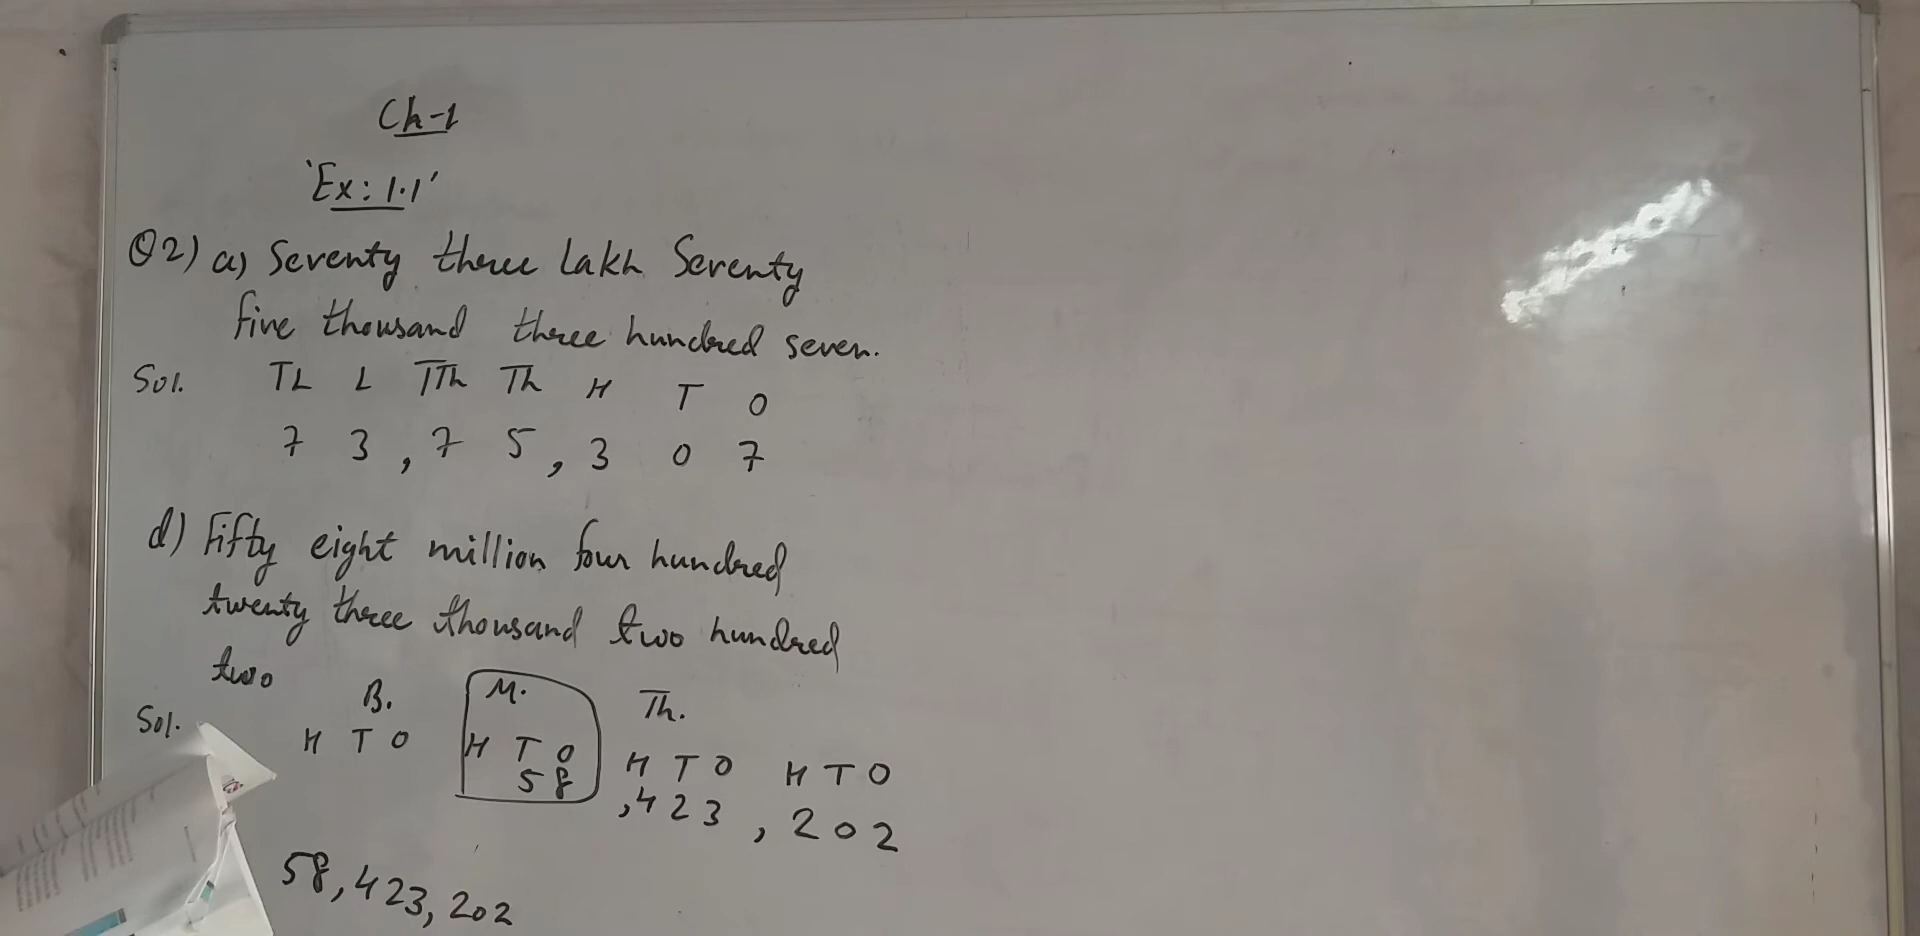 Ch-1
'Ex: 1.1'
Q2) a) Seventy three lakh Seventy
five thousand three hundred seven.
Sol. TL L TTh Th H T O
7 3 , 7 5 , 3 0 7
d) Fifty eight million four hundred
twenty three thousand two hundred
two
B. M. Th.
Sol. H T O H T O H T O H T O
58 ,423 , 202
58,423,202